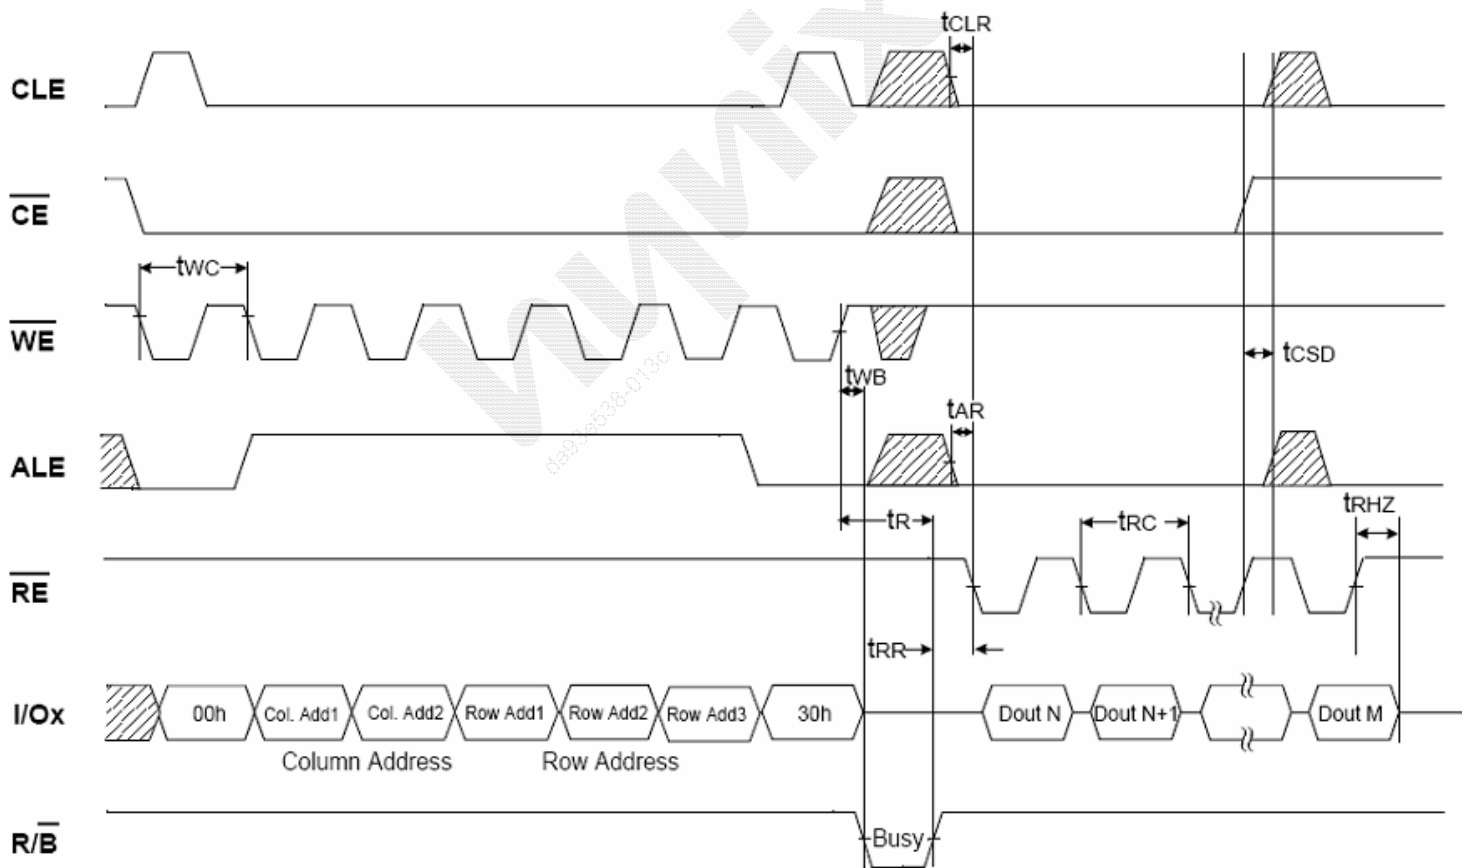 tCLR
CLE
CE
tWC
WE
tCSD
tWB
tAR
ALE
tR
tRC
tRHZ
RE
tRR
I/Ox
00h
Col. Add1
Col. Add2
Row Add1
Row Add2
Row Add3
30h
Dout N
Dout N+1
Dout M
Column Address
Row Address
R/B
Busy